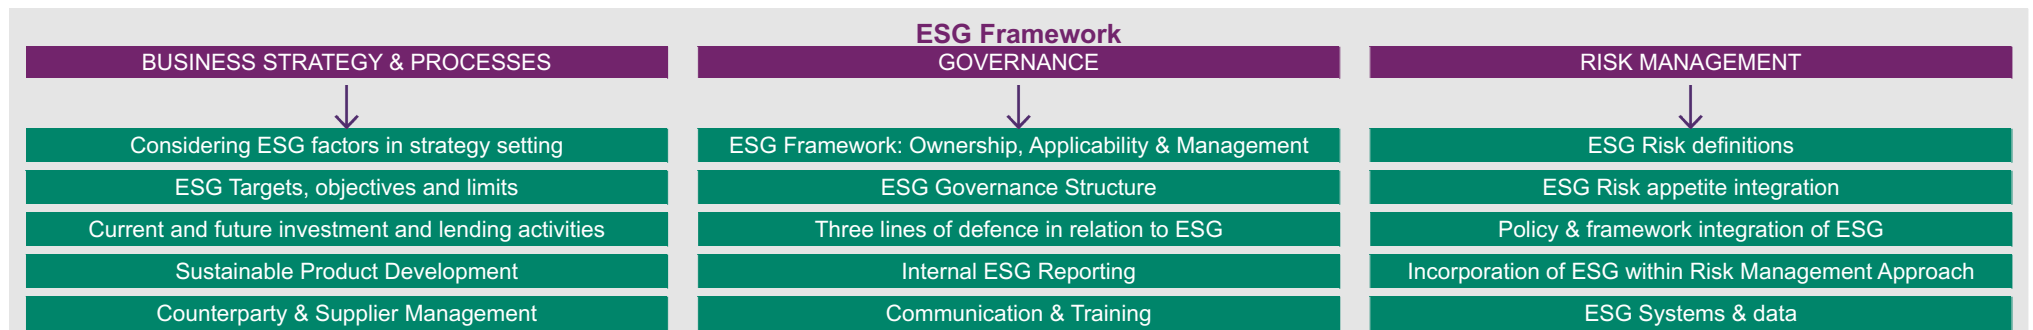 ESG Framework
BUSINESS STRATEGY & PROCESSES
Considering ESG factors in strategy setting
ESG Targets, objectives and limits
Current and future investment and lending activities
Sustainable Product Development
Counterparty & Supplier Management
GOVERNANCE
ESG Framework: Ownership, Applicability & Management
ESG Governance Structure
Three lines of defence in relation to ESG
Internal ESG Reporting
Communication & Training
RISK MANAGEMENT
ESG Risk definitions
ESG Risk appetite integration
Policy & framework integration of ESG
Incorporation of ESG within Risk Management Approach
ESG Systems & data